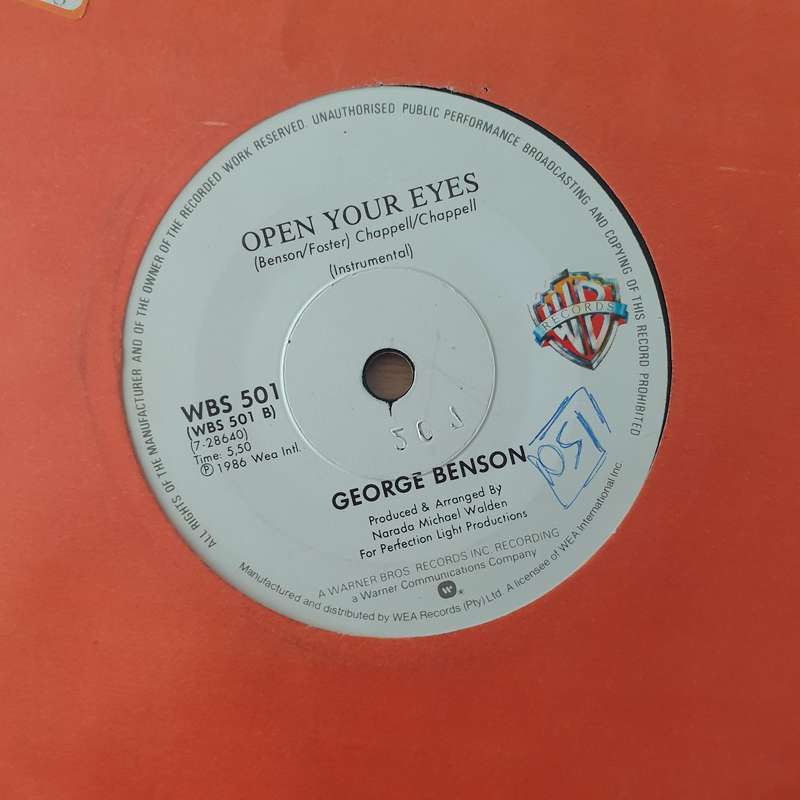 ALL RIGHTS OF THE MANUFACTURER AND OF THE OWNER OF THE RECORDED WORK RESERVED. UNAUTHORISED PUBLIC PERFORMANCE BROADCASTING AND COPYING OF THIS RECORD PROHIBITED
OPEN YOUR EYES
(Benson/Foster) Chappell/Chappell
(Instrumental)
WB
RECORDS
WBS 501
(WBS 501 B)
(7-28640)
Time: 5,50
℗ 1986 Wea Intl.
501
GEORGE BENSON
Produced & Arranged By
Narada Michael Walden
For Perfection Light Productions
A WARNER BROS. RECORDS INC. RECORDING
a Warner Communications Company
Manufactured and distributed by WEA Records (Pty) Ltd. A licensee of WEA International Inc